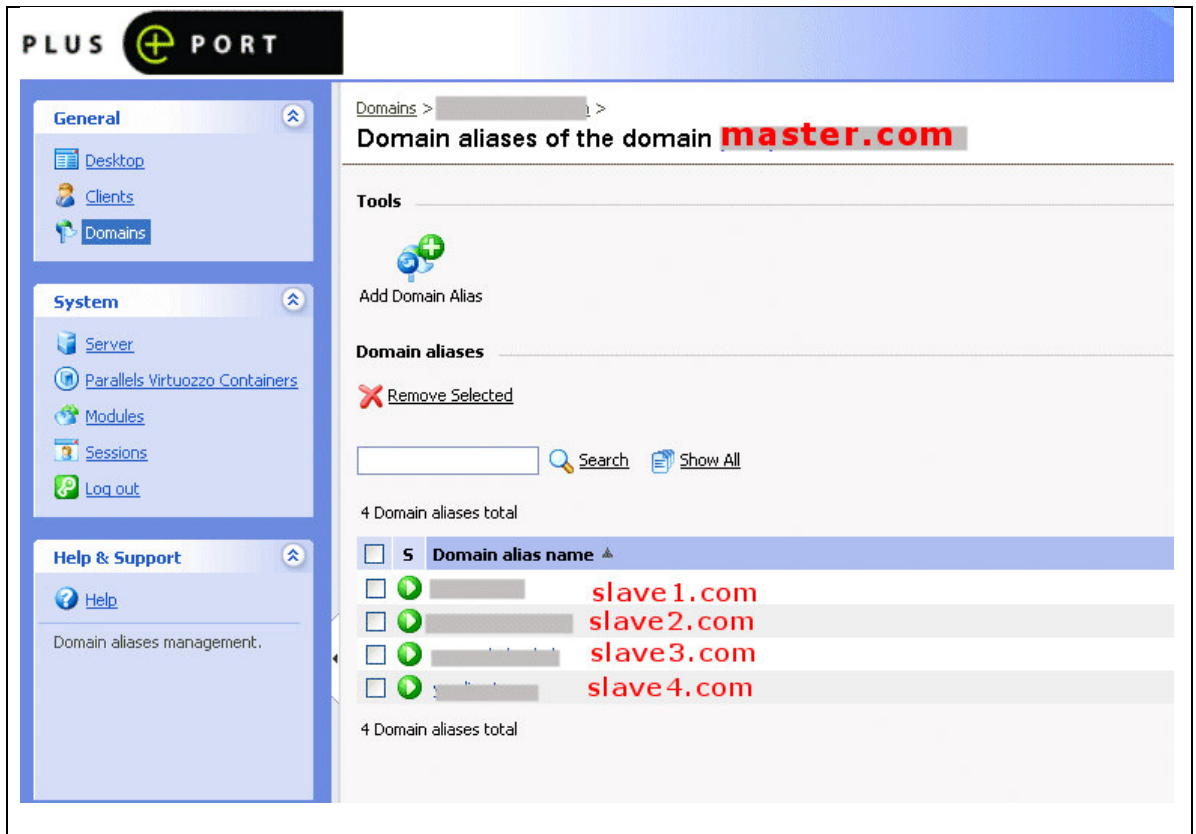 PLUS PORT
General
Desktop
Clients
Domains
System
Server
Parallels Virtuozzo Containers
Modules
Sessions
Log out
Help & Support
Help
Domain aliases management.
Domains > >
Domain aliases of the domain master.com
Tools
Add Domain Alias
Domain aliases
Remove Selected
Search Show All
4 Domain aliases total
S Domain alias name
slave1.com
slave2.com
slave3.com
slave4.com
4 Domain aliases total